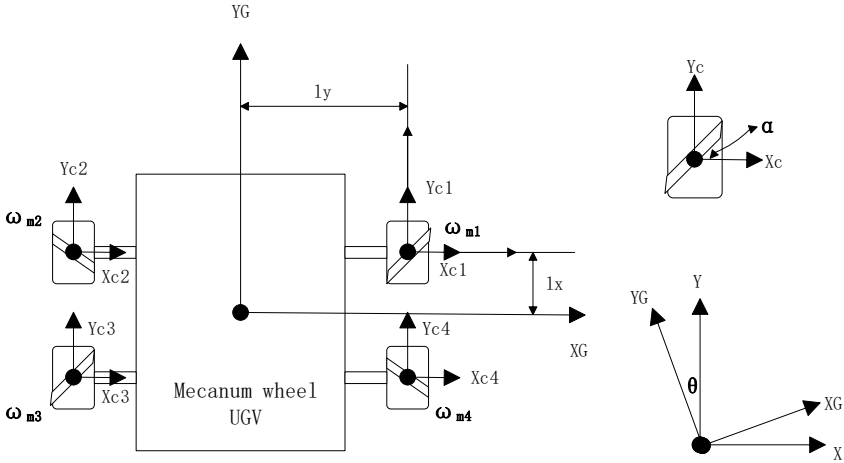 YG
ly
Yc
α
Xc
Yc2
Yc1
ωm2
ωm1
Xc2
Xc1
lx
Y
YG
Yc3
Yc4
XG
Xc3
Mecanum wheel
UGV
Xc4
θ
XG
ωm3
ωm4
X